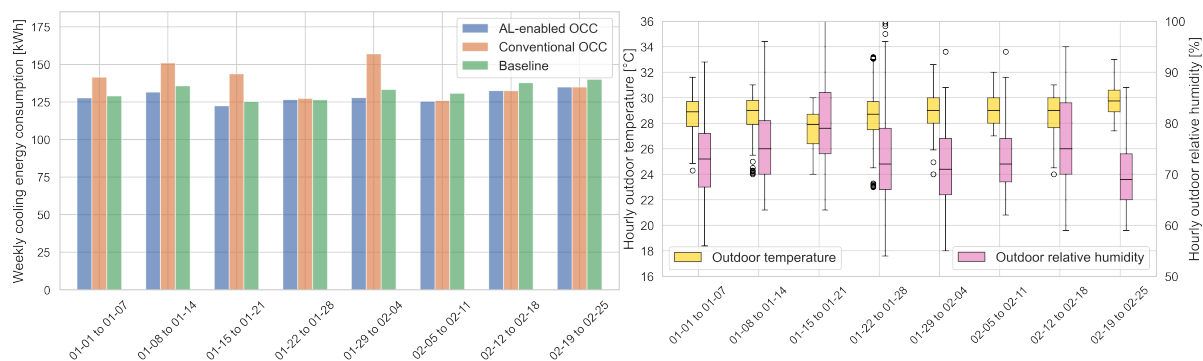 Weekly cooling energy consumption [kWh]
175
150
125
100
75
50
25
0
AL-enabled OCC
Conventional OCC
Baseline
01-01 to 01-07
01-08 to 01-14
01-15 to 01-21
01-22 to 01-28
01-29 to 02-04
02-05 to 02-11
02-12 to 02-18
02-19 to 02-25
Hourly outdoor temperature [°C]
36
34
32
30
28
26
24
22
20
18
16
Outdoor temperature
Outdoor relative humidity
01-01 to 01-07
01-08 to 01-14
01-15 to 01-21
01-22 to 01-28
01-29 to 02-04
02-05 to 02-11
02-12 to 02-18
02-19 to 02-25
100
90
80
70
60
50
Hourly outdoor relative humidity [%]